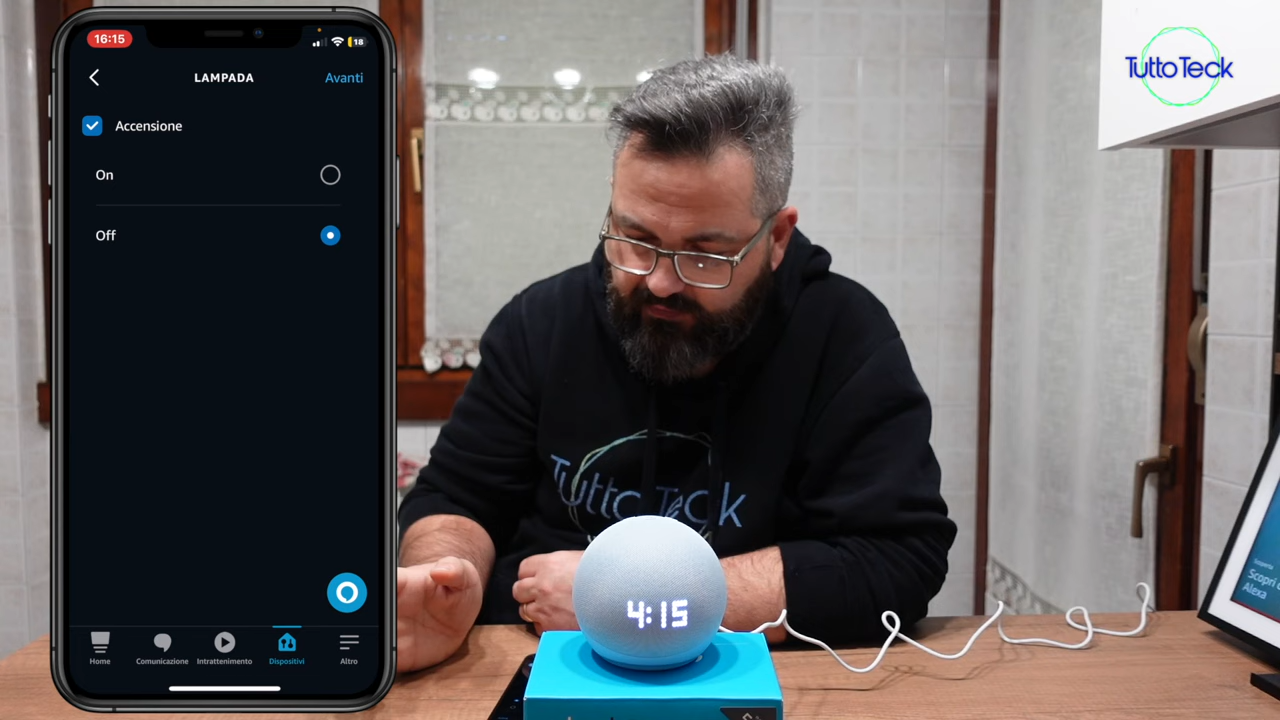 16:15
18
LAMPADA
Avanti
Accensione
On
Off
Home
Comunicazione
Intrattenimento
Dispositivi
Altro
TuttoTeck
Tutto Teck
4:15
Scopri
Alexa